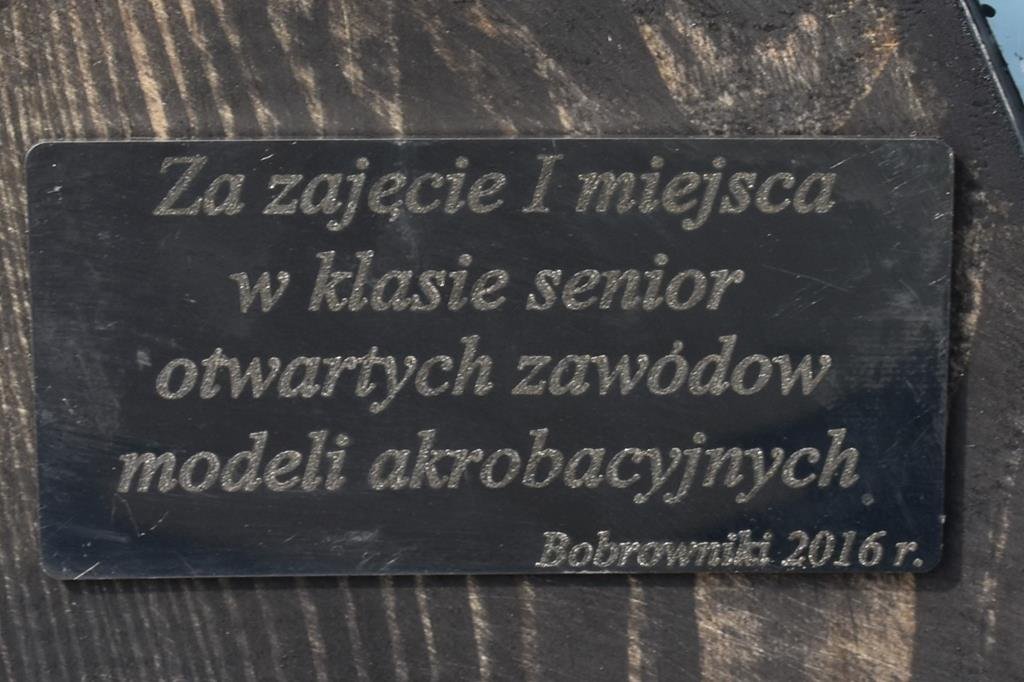 Za zajęcie I miejsca
w klasie senior
otwartych zawódow
modeli akrobacyjnych
Bobrowniki 2016 r.